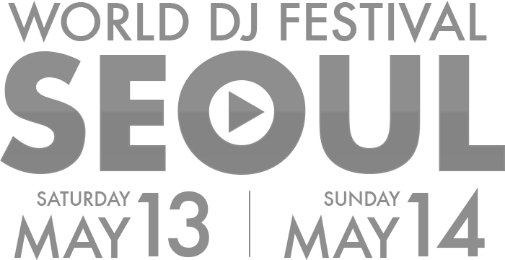 WORLD DJ FESTIVAL
SEOUL
SATURDAY
MAY 13
SUNDAY
MAY 14